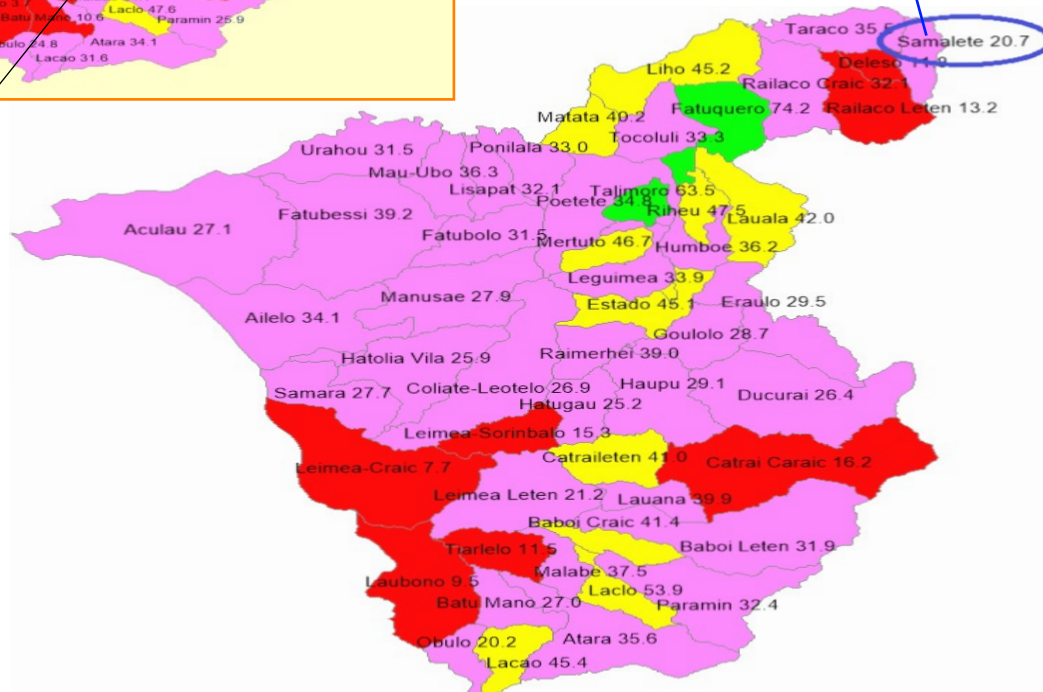 o 3.7
Laclo 47.6
Batu Mano 10.6
Paramin 25.9
bulo 24.8
Atara 34.1
Lacao 31.6
Taraco 35.5
Samalete 20.7
Deleso 11.8
Liho 45.2
Railaco Craic 32.1
Fatuquero 74.2
Railaco Leten 13.2
Matata 40.2
Tocoluli 33.3
Urahou 31.5
Ponilala 33.0
Mau-Ubo 36.3
Lisapat 32.1
Talimoro 63.5
Poetete 34.8
Riheu 47.5
Lauala 42.0
Fatubessi 39.2
Aculau 27.1
Fatubolo 31.5
Mertuto 46.7
Humboe 36.2
Leguimea 33.9
Manusae 27.9
Estado 45.1
Eraulo 29.5
Ailelo 34.1
Goulolo 28.7
Hatolia Vila 25.9
Raimerhei 39.0
Samara 27.7
Coliate-Leotelo 26.9
Haupu 29.1
Ducurai 26.4
Hatugau 25.2
Leimea-Sorinbalo 15.3
Catraileten 41.0
Catrai Caraic 16.2
Leimea-Craic 7.7
Leimea Leten 21.2
Lauana 39.9
Baboi Craic 41.4
Baboi Leten 31.9
Tiarlelo 11.5
Malabe 37.5
Laubono 9.5
Laclo 53.9
Batu Mano 27.0
Paramin 32.4
Obulo 20.2
Atara 35.6
Lacao 45.4